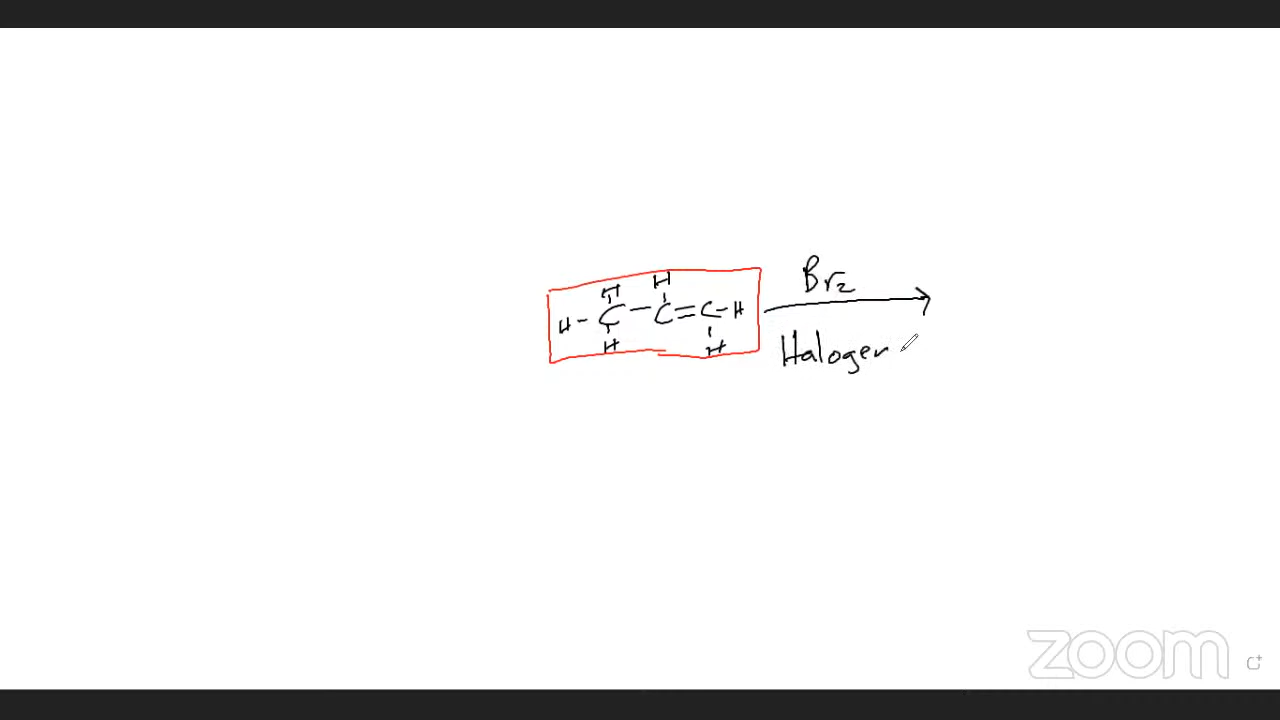 Br2
H H
H - C - C = C - H
H H
Halogen
zoom